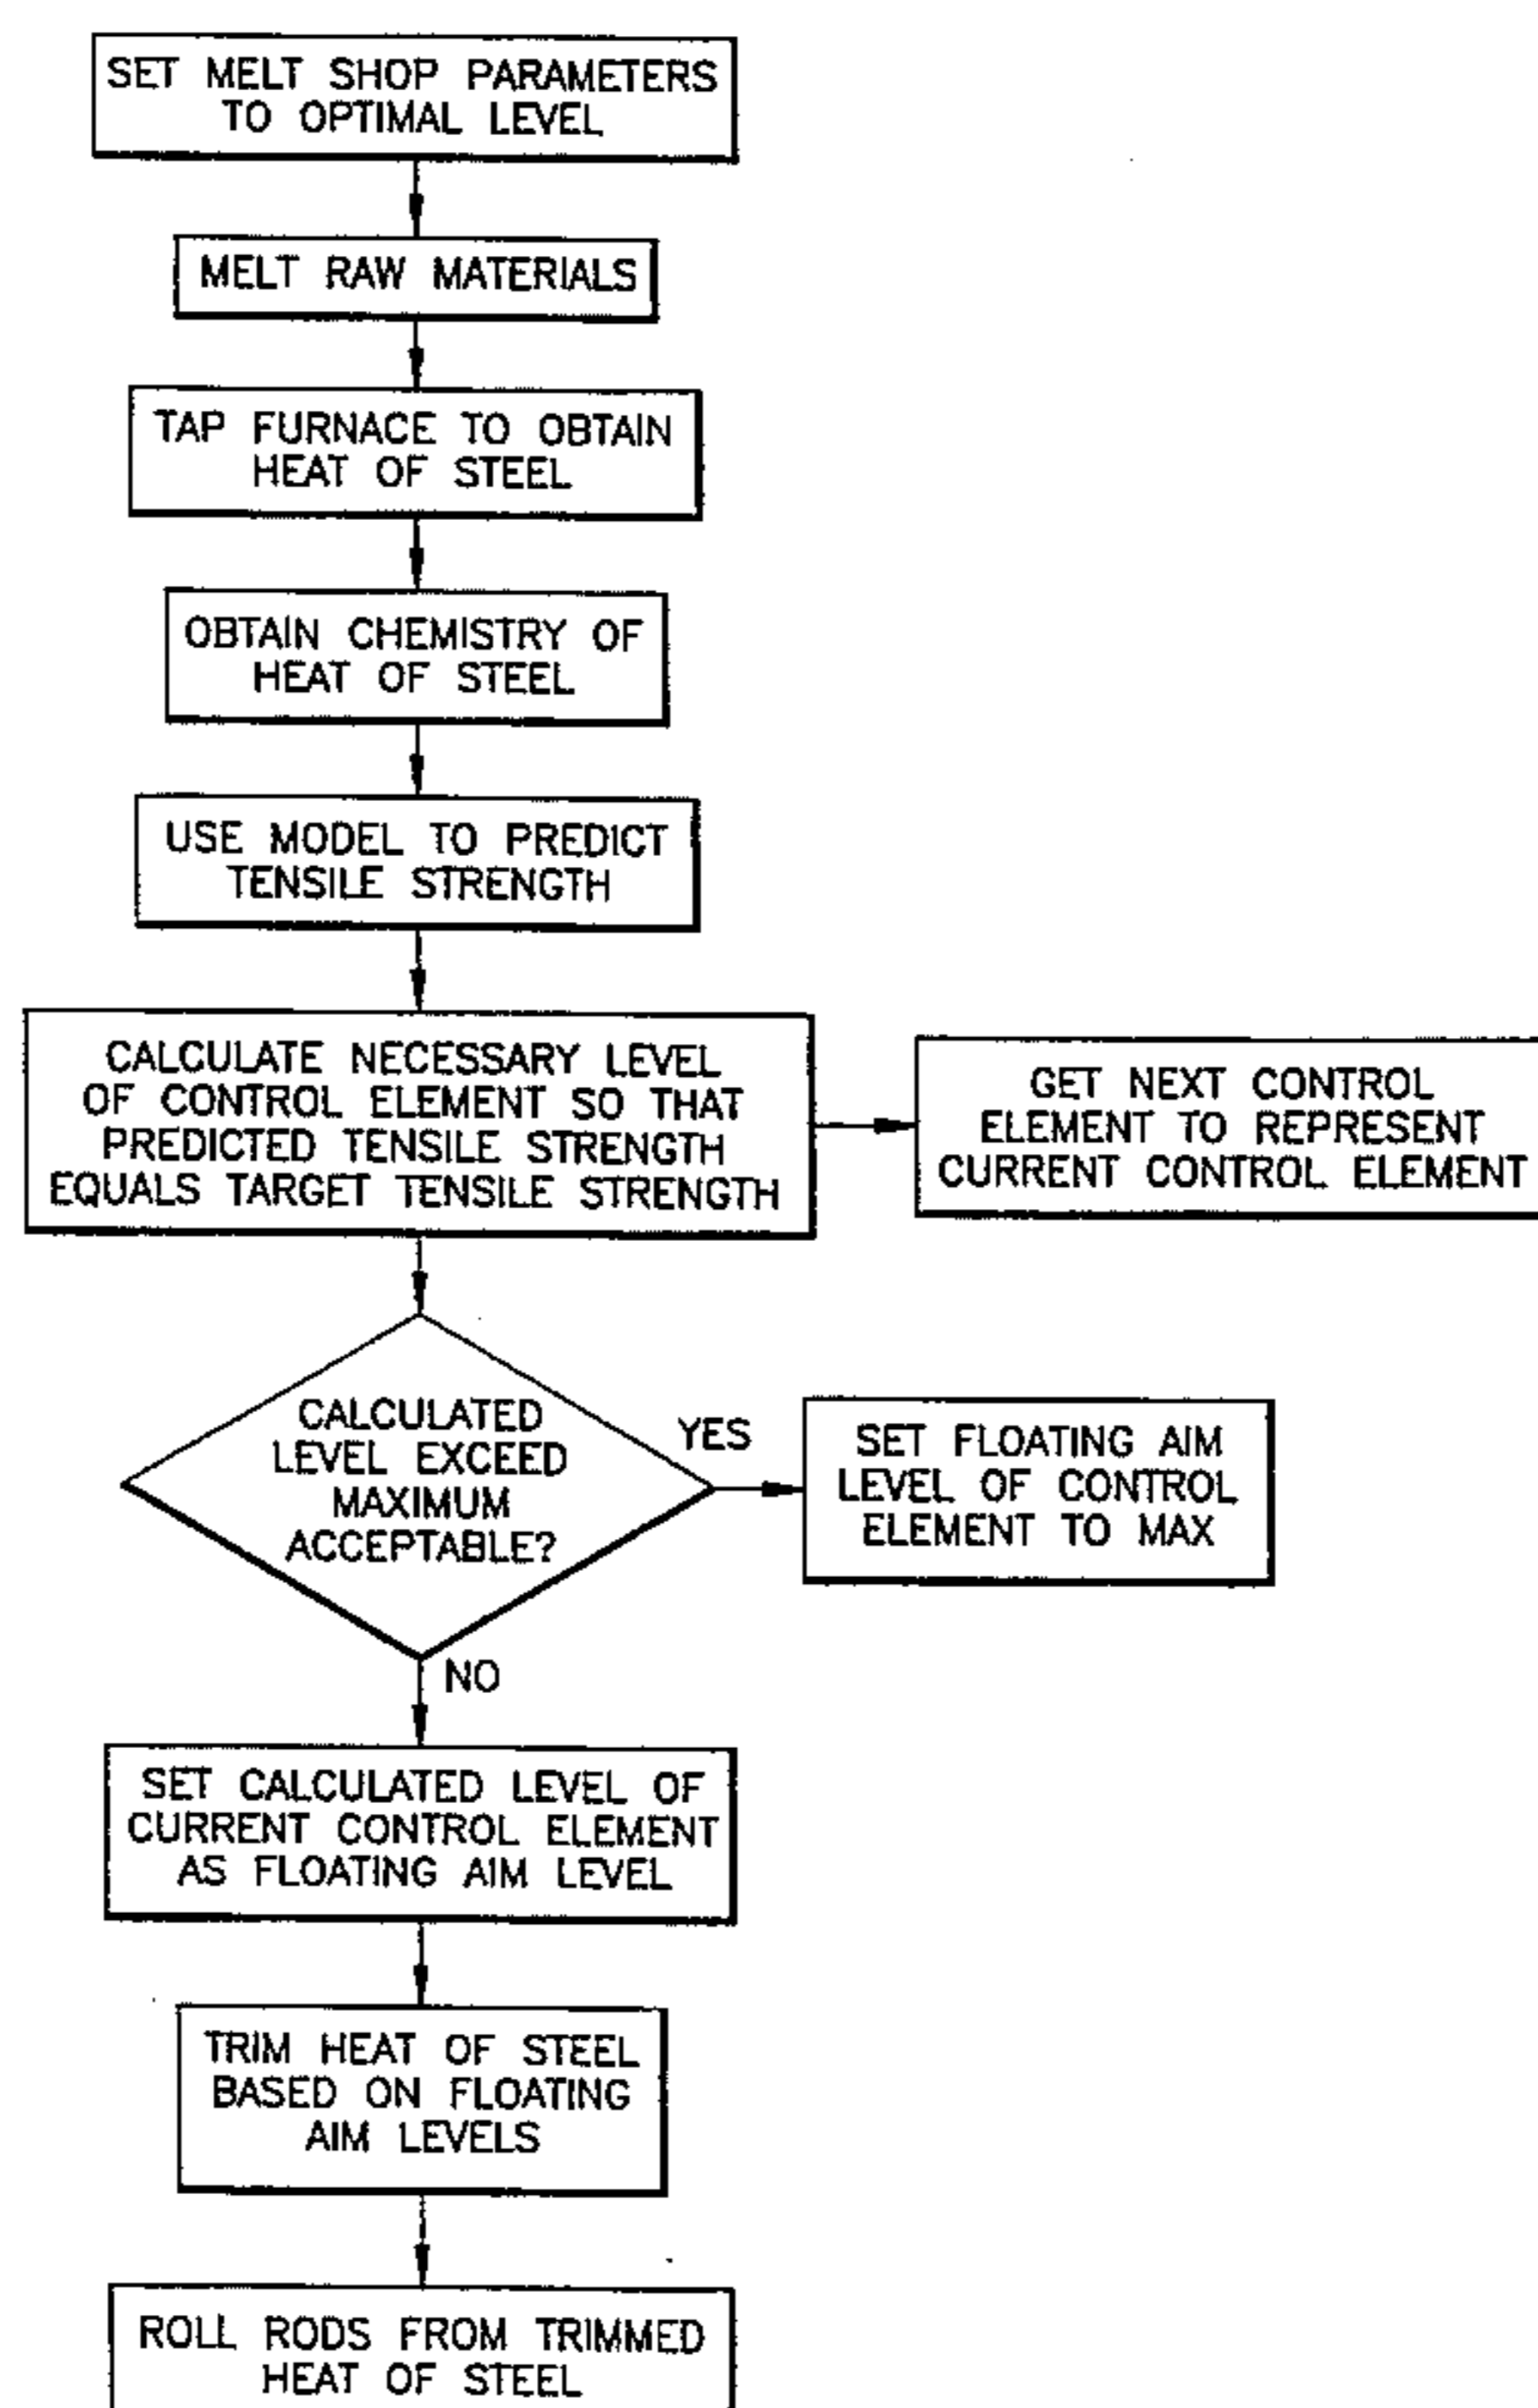 SET MELT SHOP PARAMETERS
TO OPTIMAL LEVEL
MELT RAW MATERIALS
TAP FURNACE TO OBTAIN
HEAT OF STEEL
OBTAIN CHEMISTRY OF
HEAT OF STEEL
USE MODEL TO PREDICT
TENSILE STRENGTH
CALCULATE NECESSARY LEVEL
OF CONTROL ELEMENT SO THAT
PREDICTED TENSILE STRENGTH
EQUALS TARGET TENSILE STRENGTH
GET NEXT CONTROL
ELEMENT TO REPRESENT
CURRENT CONTROL ELEMENT
CALCULATED
LEVEL EXCEED
MAXIMUM
ACCEPTABLE?
YES
SET FLOATING AIM
LEVEL OF CONTROL
ELEMENT TO MAX
NO
SET CALCULATED LEVEL OF
CURRENT CONTROL ELEMENT
AS FLOATING AIM LEVEL
TRIM HEAT OF STEEL
BASED ON FLOATING
AIM LEVELS
ROLL RODS FROM TRIMMED
HEAT OF STEEL